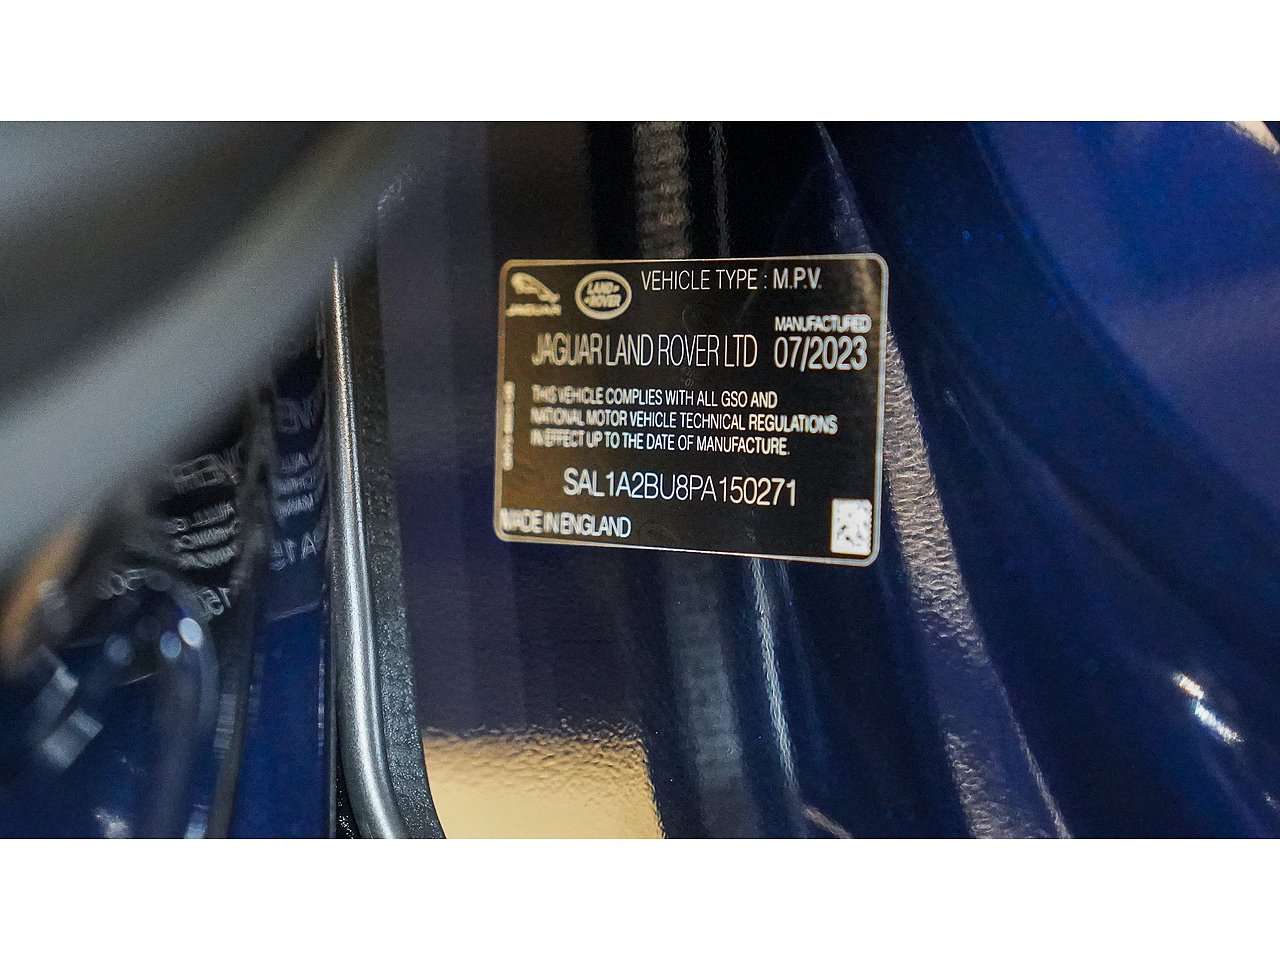 JAGUAR
LAND-
-ROVER
VEHICLE TYPE : M.P.V.
MANUFACTURED
JAGUAR LAND ROVER LTD 07/2023
THIS VEHICLE COMPLIES WITH ALL GSO AND
NATIONAL MOTOR VEHICLE TECHNICAL REGULATIONS
IN EFFECT UP TO THE DATE OF MANUFACTURE.
SAL1A2BU8PA150271
MADE IN ENGLAND